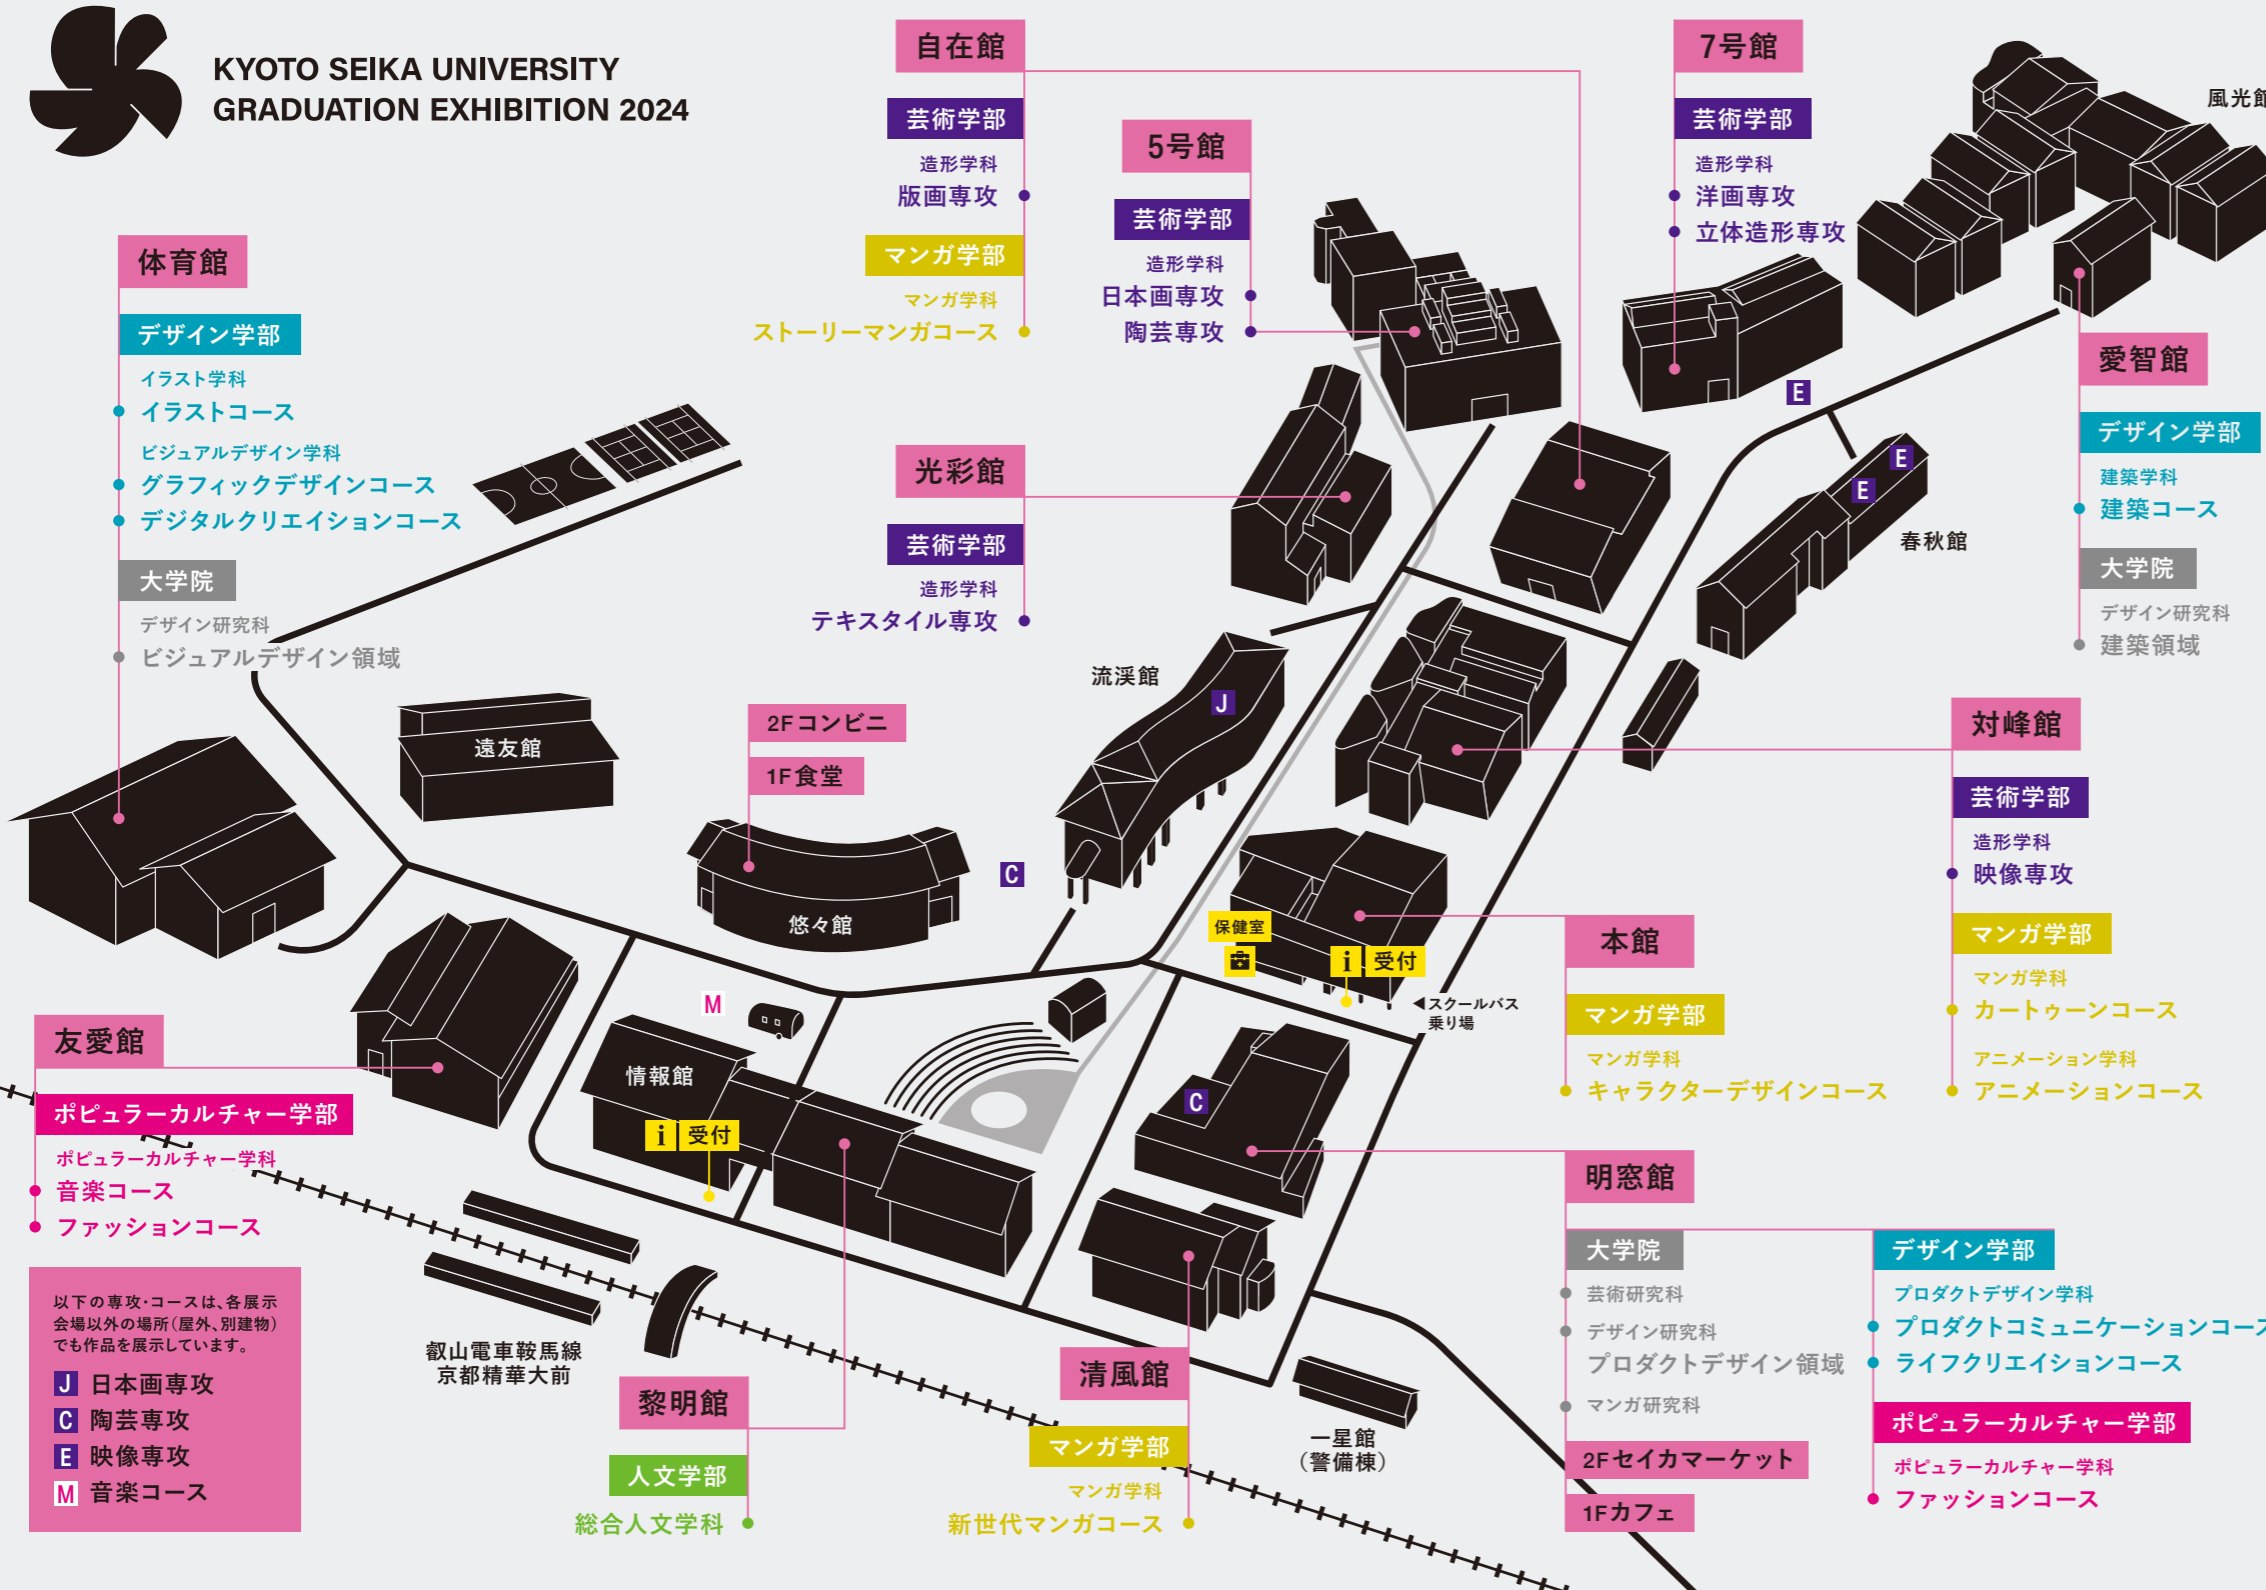 KYOTO SEIKA UNIVERSITY
GRADUATION EXHIBITION 2024
自在館
芸術学部
造形学科
版画専攻
マンガ学部
マンガ学科
ストーリーマンガコース
5号館
芸術学部
造形学科
日本画専攻
陶芸専攻
7号館
芸術学部
造形学科
洋画専攻
立体造形専攻
風光館
体育館
デザイン学部
イラスト学科
イラストコース
ビジュアルデザイン学科
グラフィックデザインコース
デジタルクリエイションコース
大学院
デザイン研究科
ビジュアルデザイン領域
光彩館
芸術学部
造形学科
テキスタイル専攻
E
E
E
春秋館
愛智館
デザイン学部
建築学科
建築コース
大学院
デザイン研究科
建築領域
流渓館
J
遠友館
2Fコンビニ
1F食堂
悠々館
C
対峰館
芸術学部
造形学科
映像専攻
マンガ学部
マンガ学科
カートゥーンコース
アニメーション学科
アニメーションコース
保健室
i 受付
◀スクールバス
乗り場
本館
マンガ学部
マンガ学科
キャラクターデザインコース
友愛館
ポピュラーカルチャー学部
ポピュラーカルチャー学科
音楽コース
ファッションコース
M
情報館
i 受付
C
明窓館
大学院
芸術研究科
デザイン研究科
プロダクトデザイン領域
マンガ研究科
2Fセイカマーケット
1Fカフェ
デザイン学部
プロダクトデザイン学科
プロダクトコミュニケーションコース
ライフクリエイションコース
ポピュラーカルチャー学部
ポピュラーカルチャー学科
ファッションコース
以下の専攻・コースは、各展示
会場以外の場所(屋外、別建物)
でも作品を展示しています。
J 日本画専攻
C 陶芸専攻
E 映像専攻
M 音楽コース
叡山電車鞍馬線
京都精華大前
黎明館
人文学部
総合人文学科
清風館
マンガ学部
マンガ学科
新世代マンガコース
一星館
(警備棟)